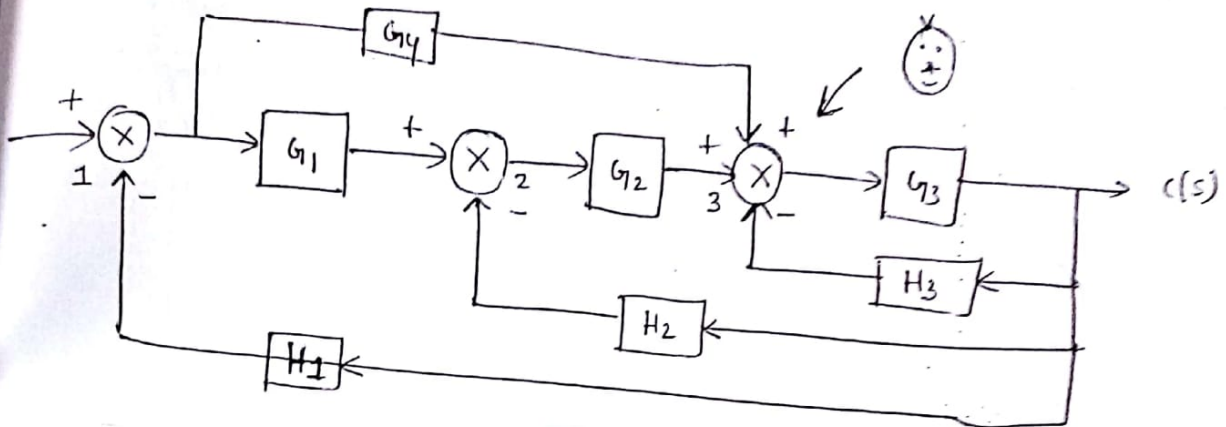 G4
+ + + +
G1 G2 G3 C(s)
1 2 3
- - -
H3
H2
H1